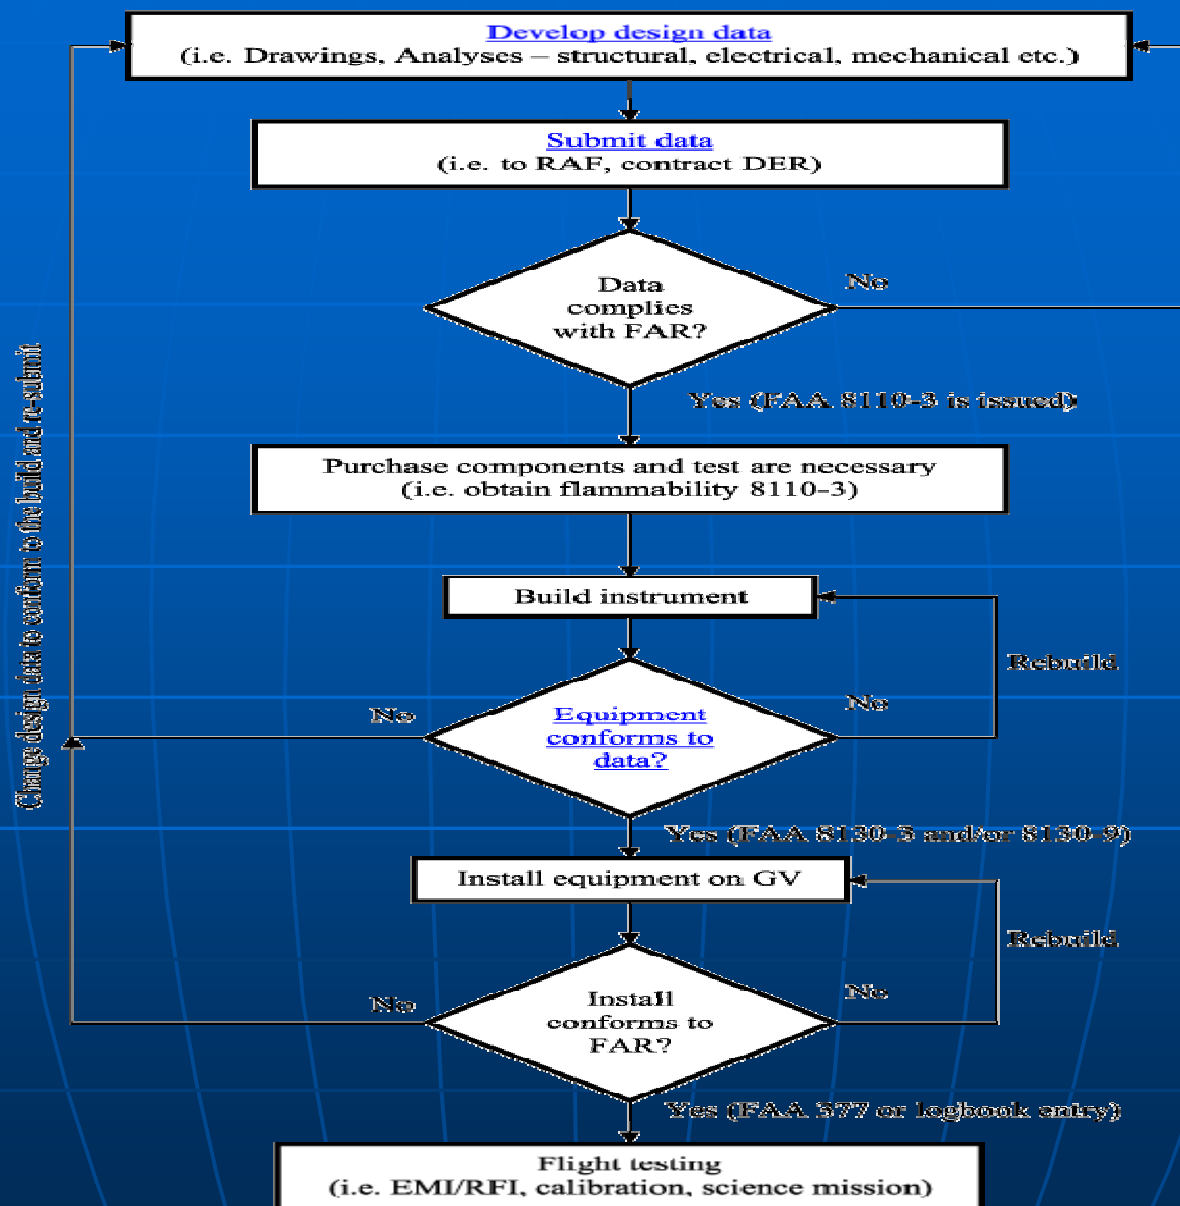 Develop design data
(i.e. Drawings, Analyses – structural, electrical, mechanical etc.)
Submit data
(i.e. to RAF, contract DER)
Data
complies
with FAR?
No
Yes (FAA 8110-3 is issued)
Purchase components and test are necessary
(i.e. obtain flammability 8110-3)
Build instrument
Rebuild
Change design data to conform to the build and re-submit
No
Equipment
conforms to
data?
No
Yes (FAA 8130-3 and/or 8130-9)
Install equipment on GV
Rebuild
No
Install
conforms to
FAR?
No
Yes (FAA 377 or logbook entry)
Flight testing
(i.e. EMI/RFI, calibration, science mission)